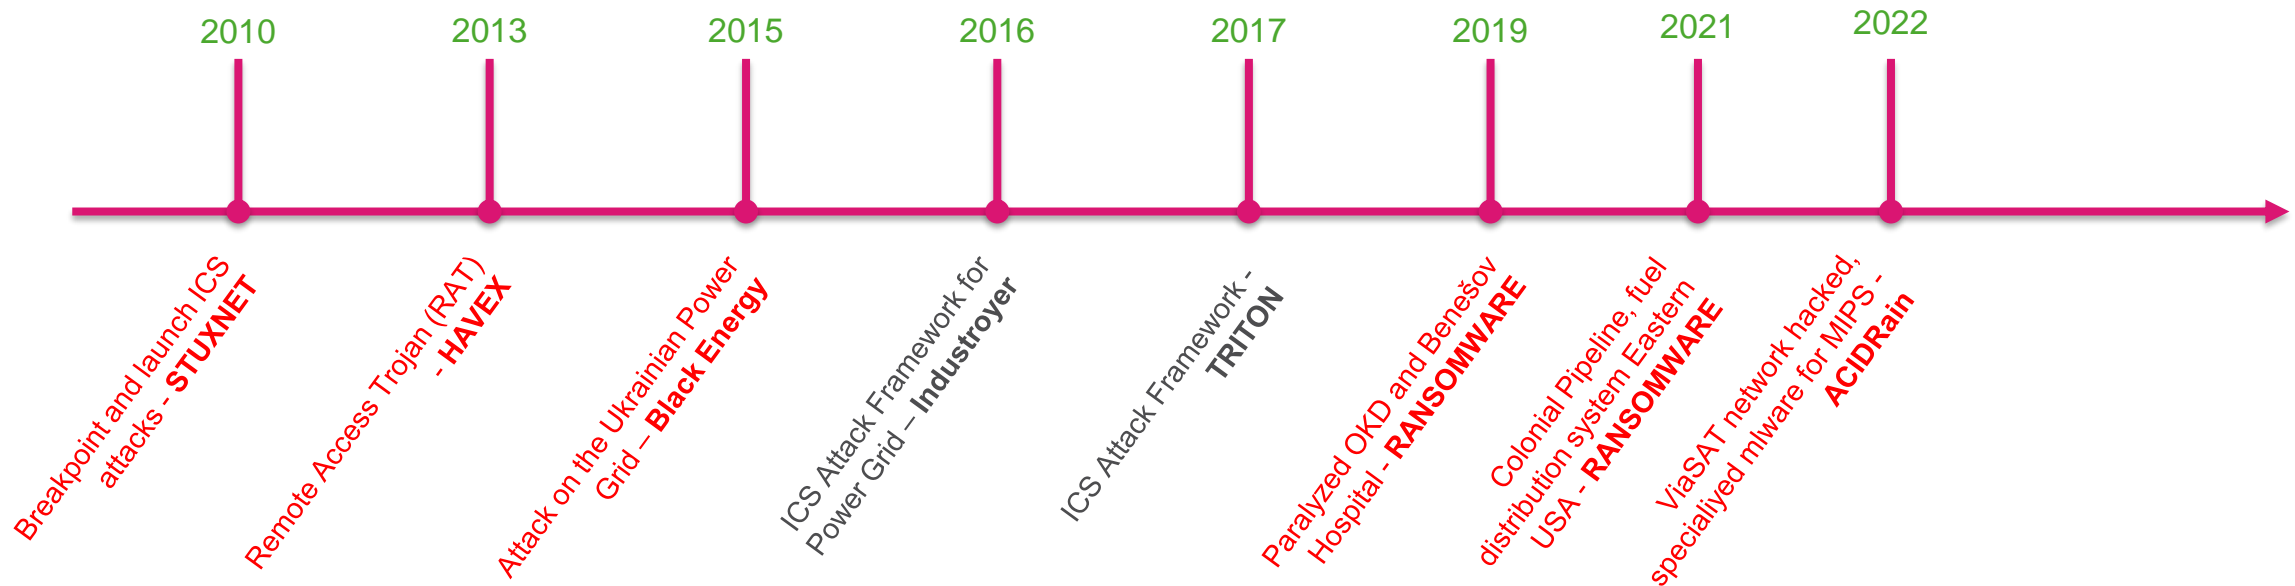 2010
2013
2015
2016
2017
2019
2021
2022
Breakpoint and launch ICS
attacks - STUXNET
Remote Access Trojan (RAT)
- HAVEX
Attack on the Ukrainian Power
Grid – Black Energy
ICS Attack Framework for
Power Grid – Industroyer
ICS Attack Framework -
TRITON
Paralyzed OKD and Benešov
Hospital - RANSOMWARE
Colonial Pipeline, fuel
distribution system Eastern
USA - RANSOMWARE
ViaSAT network hacked,
specialiyed mlware for MIPS -
ACIDRain